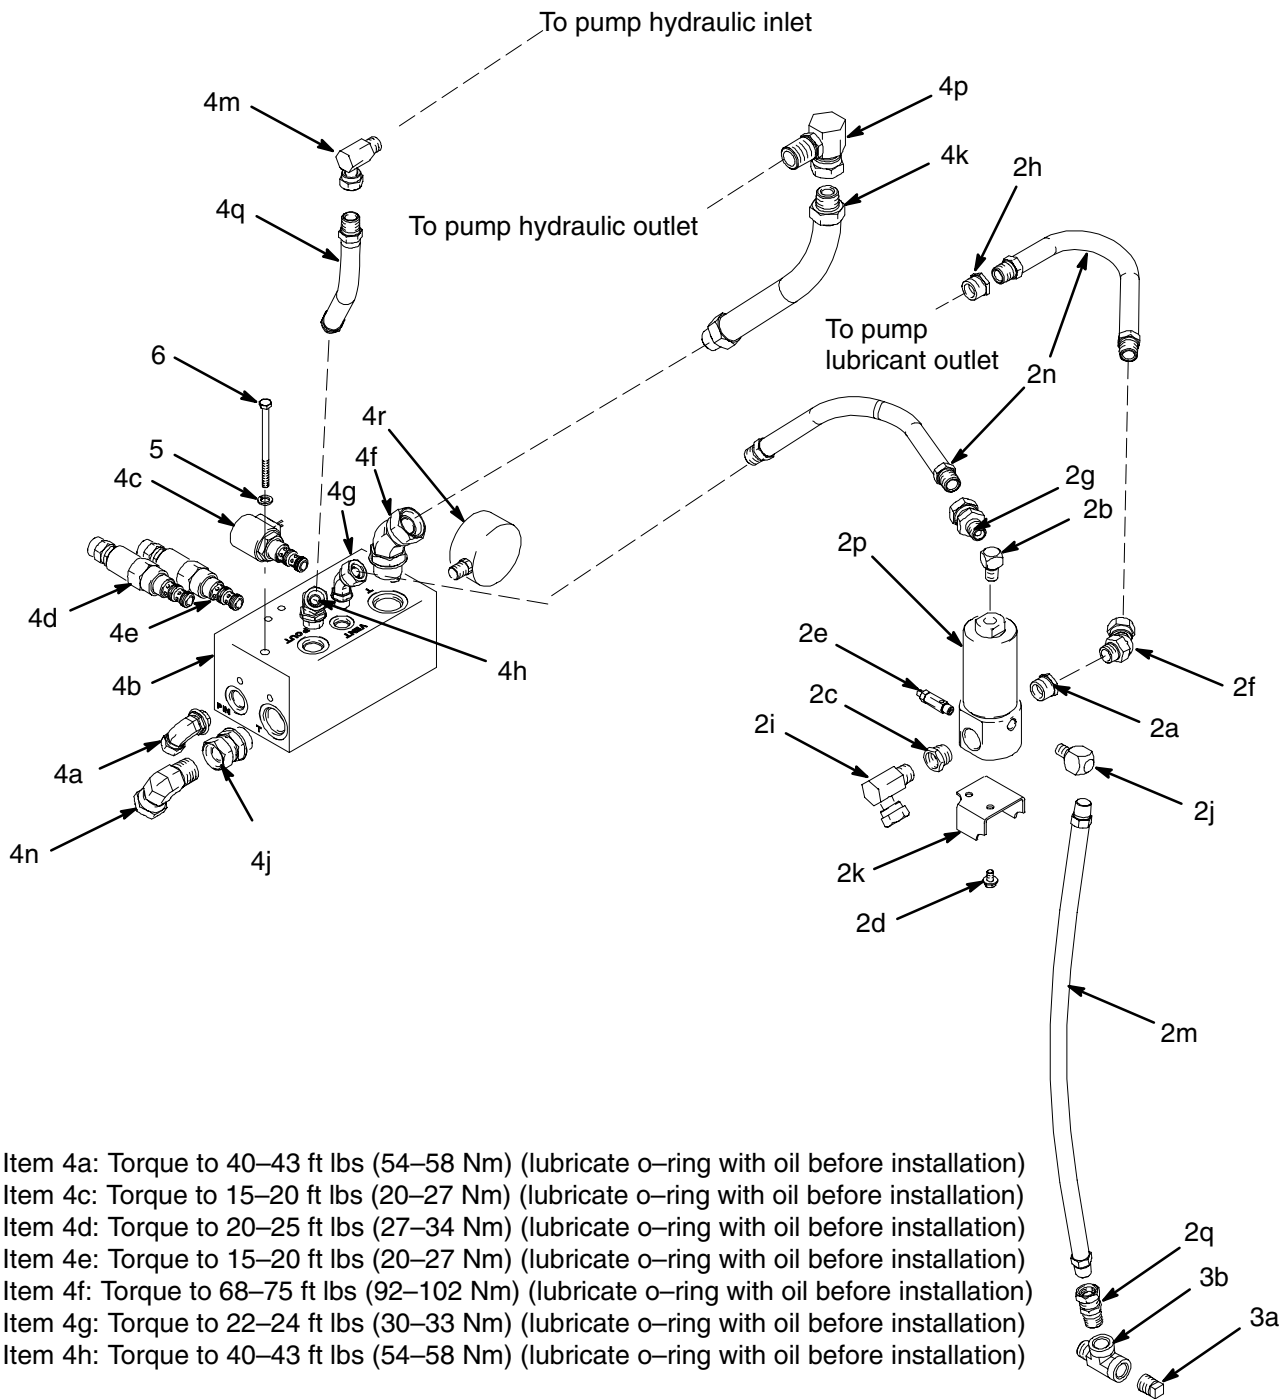 To pump hydraulic inlet
4m
4p
4k
2h
4q
To pump hydraulic outlet
To pump
lubricant outlet
6
2n
4r
5
4f
4c
4g
2g
2b
2p
4d
4e
2e
4h
4b
P OUT
VENT
T
PIN
T
2c
2f
2i
2a
4a
2j
4n
4j
2k
2d
2m
Item 4a: Torque to 40–43 ft lbs (54–58 Nm) (lubricate o–ring with oil before installation)
Item 4c: Torque to 15–20 ft lbs (20–27 Nm) (lubricate o–ring with oil before installation)
Item 4d: Torque to 20–25 ft lbs (27–34 Nm) (lubricate o–ring with oil before installation)
Item 4e: Torque to 15–20 ft lbs (20–27 Nm) (lubricate o–ring with oil before installation)
Item 4f: Torque to 68–75 ft lbs (92–102 Nm) (lubricate o–ring with oil before installation)
Item 4g: Torque to 22–24 ft lbs (30–33 Nm) (lubricate o–ring with oil before installation)
Item 4h: Torque to 40–43 ft lbs (54–58 Nm) (lubricate o–ring with oil before installation)
2q
3b
3a